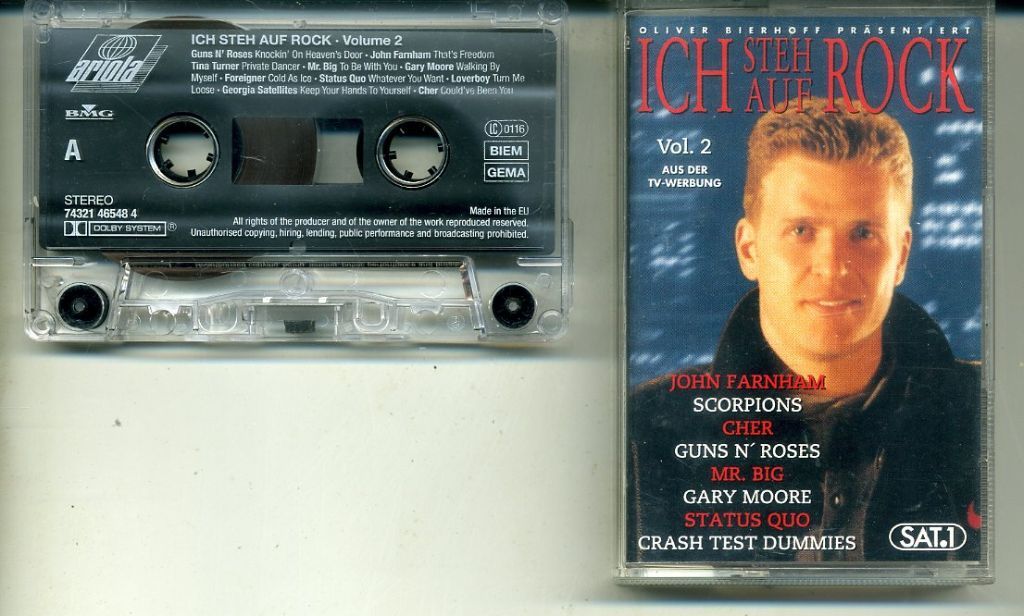 ariola
BMG
A
STEREO
74321 46548 4
DOLBY SYSTEM ®
ICH STEH AUF ROCK · Volume 2
Guns N' Roses Knockin' On Heaven's Door · John Farnham That's Freedom
Tina Turner Private Dancer · Mr. Big To Be With You · Gary Moore Walking By
Myself · Foreigner Cold As Ice · Status Quo Whatever You Want · Loverboy Turn Me
Loose · Georgia Satellites Keep Your Hands To Yourself · Cher Could've Been You
LC 0116
BIEM
GEMA
Made in the EU
All rights of the producer and of the owner of the work reproduced reserved.
Unauthorised copying, hiring, lending, public performance and broadcasting prohibited.
OLIVER BIERHOFF PRÄSENTIERT
ICH STEH AUF ROCK
Vol. 2
AUS DER
TV-WERBUNG
JOHN FARNHAM
SCORPIONS
CHER
GUNS N´ ROSES
MR. BIG
GARY MOORE
STATUS QUO
CRASH TEST DUMMIES
SAT.1